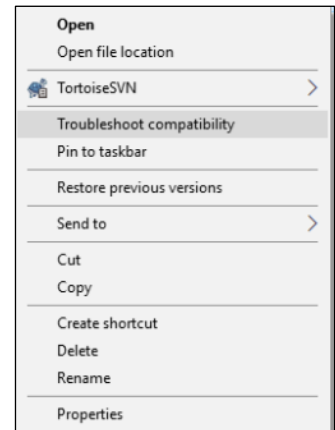 Open
Open file location
TortoiseSVN
Troubleshoot compatibility
Pin to taskbar
Restore previous versions
Send to
Cut
Copy
Create shortcut
Delete
Rename
Properties